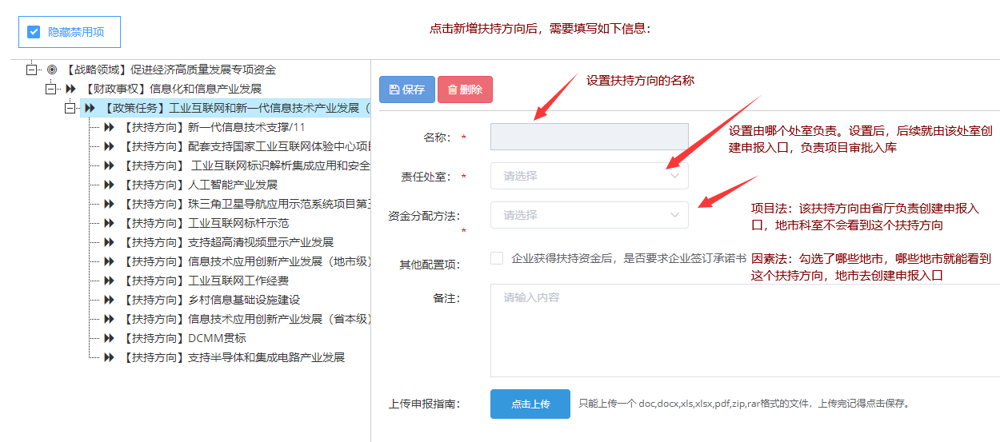 隐藏禁用项
点击新增扶持方向后，需要填写如下信息：
【战略领域】促进经济高质量发展专项资金
【财政事权】信息化和信息产业发展
【政策任务】工业互联网和新一代信息技术产业发展（
【扶持方向】新一代信息技术支撑/11
【扶持方向】配套支持国家工业互联网体验中心项目
【扶持方向】 工业互联网标识解析集成应用和安全
【扶持方向】人工智能产业发展
【扶持方向】珠三角卫星导航应用示范系统项目第三
【扶持方向】工业互联网标杆示范
【扶持方向】支持超高清视频显示产业发展
【扶持方向】信息技术应用创新产业发展（地市级）
【扶持方向】工业互联网工作经费
【扶持方向】乡村信息基础设施建设
【扶持方向】信息技术应用创新产业发展（省本级）
【扶持方向】DCMM贯标
【扶持方向】支持半导体和集成电路产业发展
保存 删除
设置扶持方向的名称
名称： *
设置由哪个处室负责。设置后，后续就由该处室创
建申报入口，负责项目审批入库
责任处室： * 请选择
资金分配方法： * 请选择
项目法：该扶持方向由省厅负责创建申报入
口，地市科室不会看到这个扶持方向
其他配置项： 企业获得扶持资金后，是否要求企业签订承诺书
因素法：勾选了哪些地市，哪些地市就能看到
这个扶持方向，地市去创建申报入口
备注： 请输入内容
上传申报指南： 点击上传 只能上传一个 doc,docx,xls,xlsx,pdf,zip,rar格式的文件，上传完记得点击保存。